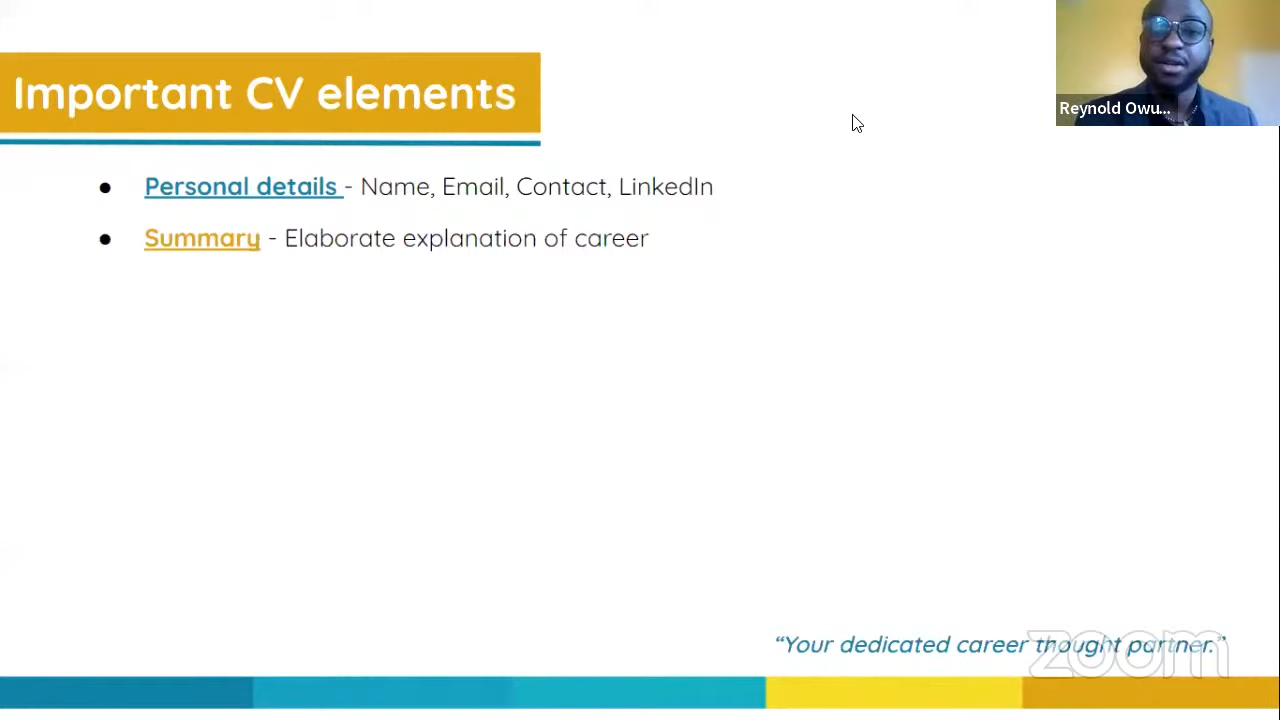 Important CV elements
Reynold Owu...
● Personal details - Name, Email, Contact, LinkedIn
● Summary - Elaborate explanation of career
“Your dedicated career thought partner.”
zoom